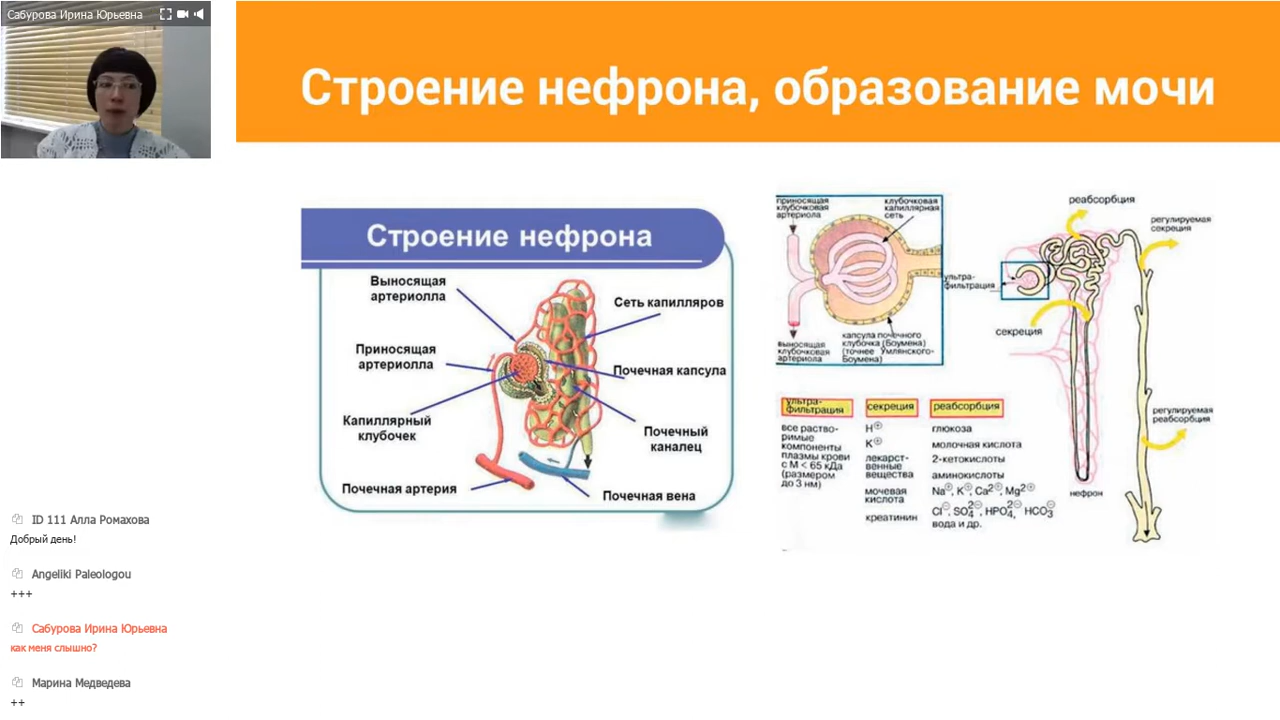 Сабурова Ирина Юрьевна
Строение нефрона, образование мочи
Строение нефрона
Выносящая
артериолла
Приносящая
артериолла
Капиллярный
клубочек
Почечная артерия
Сеть капилляров
Почечная капсула
Почечный
каналец
Почечная вена
приносящая
клубочковая
артериола
клубочковая
капиллярная
сеть
выносящая
клубочковая
артериола
капсула почечного
клубочка (Боумена)
(точнее Умлянского-
Боумена)
ультра-
фильтрация
реабсорбция
регулируемая
секреция
секреция
регулируемая
реабсорбция
нефрон
ультра-
фильтрация
все раство-
римые
компоненты
плазмы крови
с М < 65 кДа
(размером
до 3 нм)
секреция
H⊕
K⊕
лекарст-
венные
вещества
мочевая
кислота
креатинин
реабсорбция
глюкоза
молочная кислота
2-кетокислоты
аминокислоты
Na⊕, K⊕, Ca2⊕, Mg2⊕
Cl⊖, SO4 2⊖, HPO4 2⊖, HCO3⊖
вода и др.
ID 111 Алла Ромахова
Добрый день!
Angeliki Paleologou
+++
Сабурова Ирина Юрьевна
как меня слышно?
Марина Медведева
++